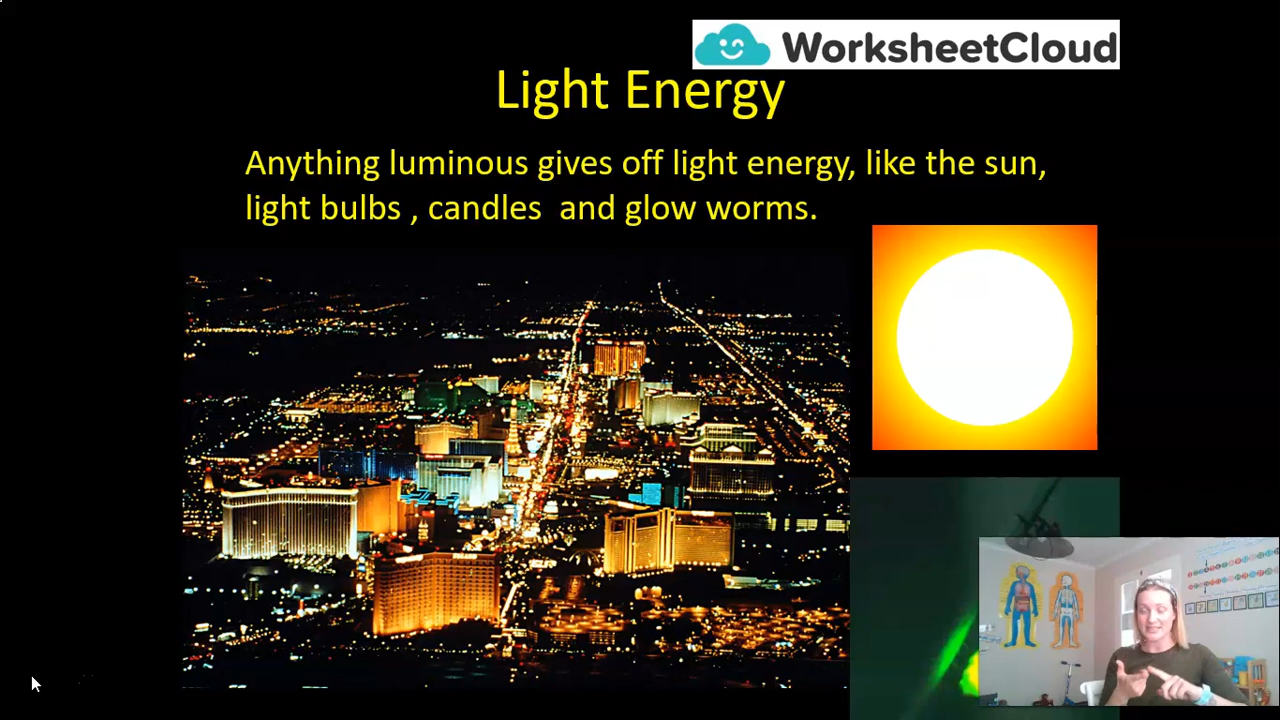 WorksheetCloud
Light Energy
Anything luminous gives off light energy, like the sun,
light bulbs , candles  and glow worms.